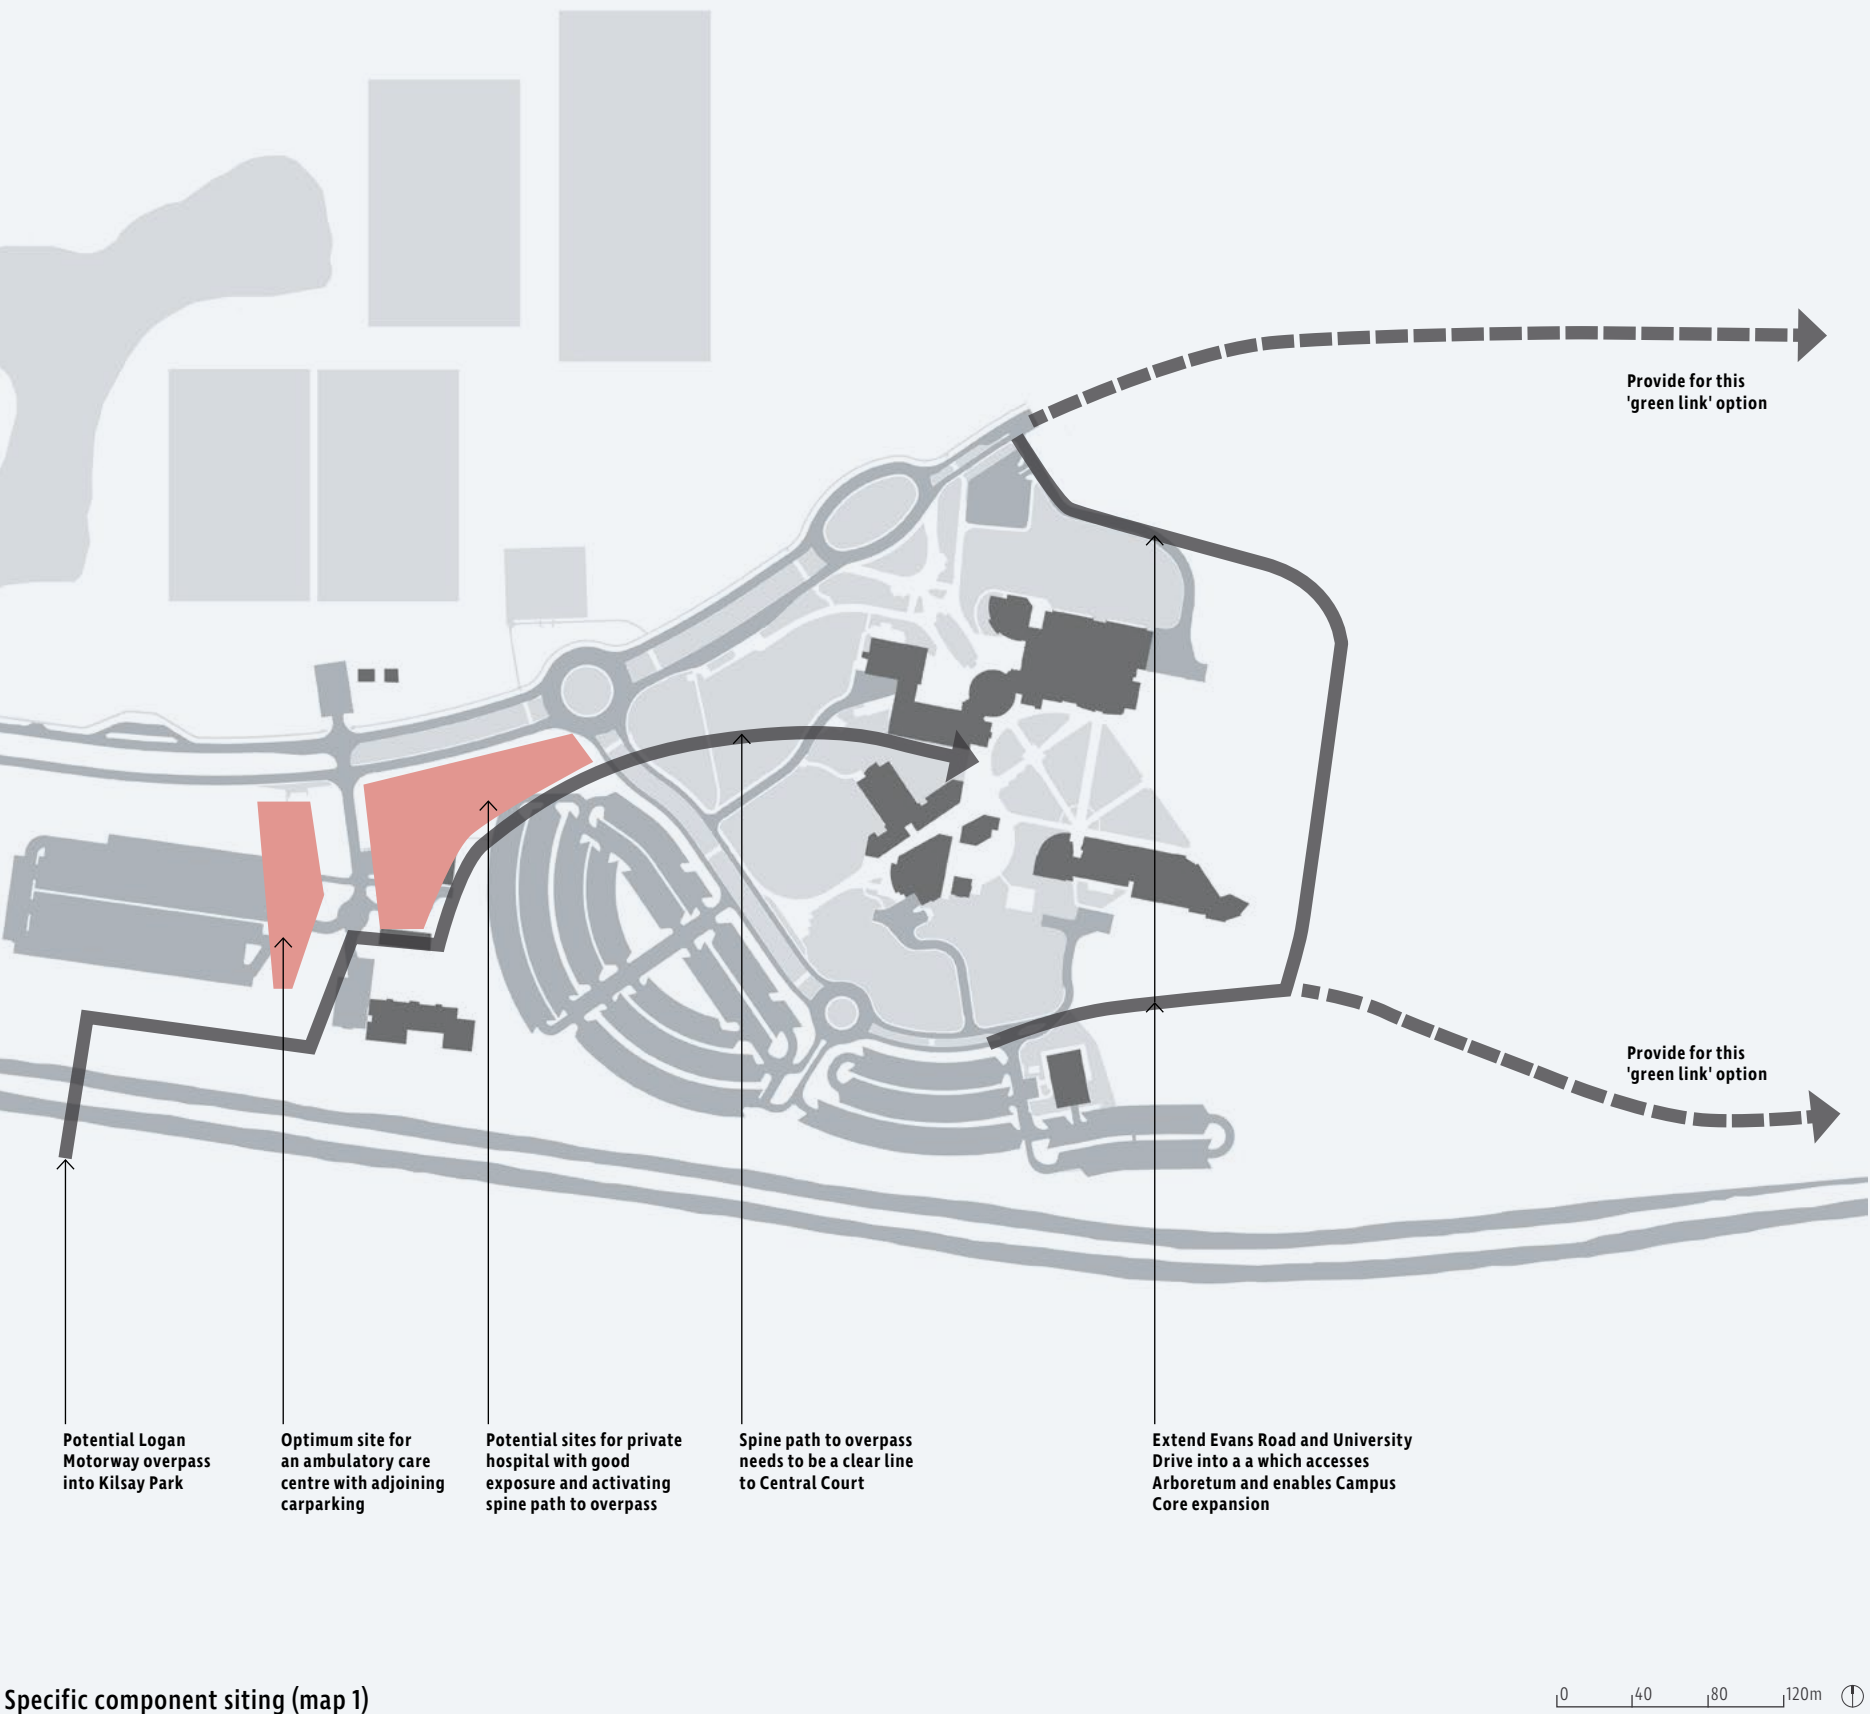 Provide for this
'green link' option
Provide for this
'green link' option
Potential Logan
Motorway overpass
into Kilsay Park
Optimum site for
an ambulatory care
centre with adjoining
carparking
Potential sites for private
hospital with good
exposure and activating
spine path to overpass
Spine path to overpass
needs to be a clear line
to Central Court
Extend Evans Road and University
Drive into a a which accesses
Arboretum and enables Campus
Core expansion
Specific component siting (map 1)
0 40 80 120m